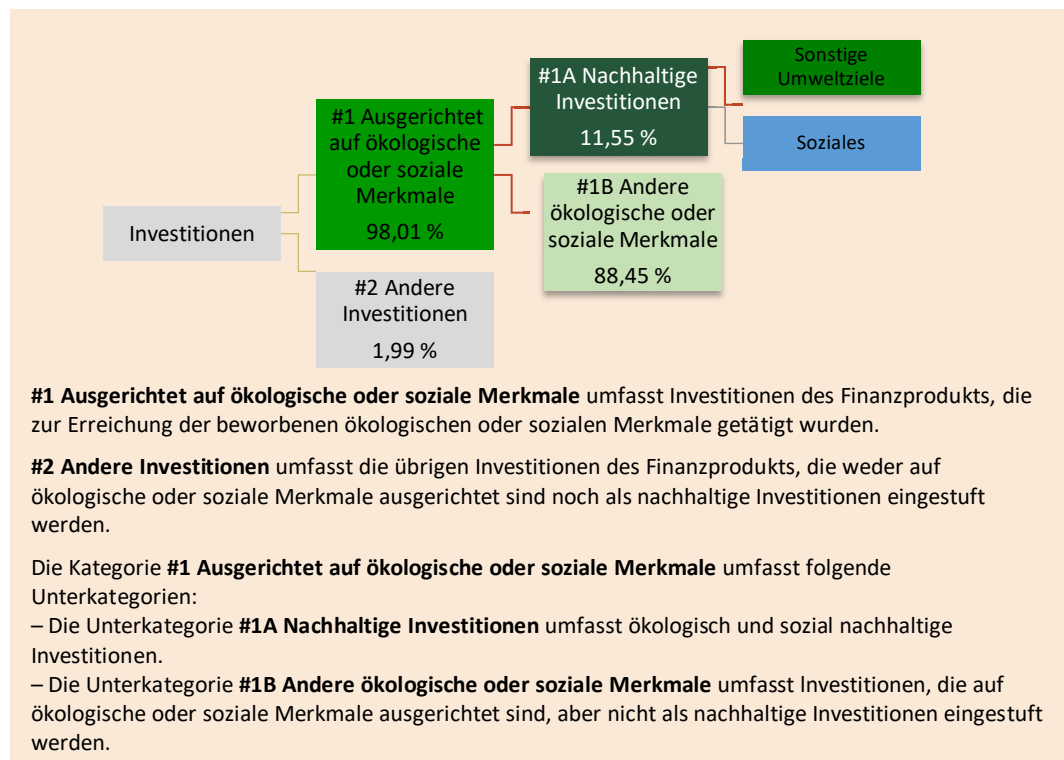 Investitionen
#1 Ausgerichtet
auf ökologische
oder soziale
Merkmale
98,01 %
#2 Andere
Investitionen
1,99 %
#1A Nachhaltige
Investitionen
11,55 %
#1B Andere
ökologische oder
soziale Merkmale
88,45 %
Sonstige
Umweltziele
Soziales
#1 Ausgerichtet auf ökologische oder soziale Merkmale umfasst Investitionen des Finanzprodukts, die
zur Erreichung der beworbenen ökologischen oder sozialen Merkmale getätigt wurden.
#2 Andere Investitionen umfasst die übrigen Investitionen des Finanzprodukts, die weder auf
ökologische oder soziale Merkmale ausgerichtet sind noch als nachhaltige Investitionen eingestuft
werden.
Die Kategorie #1 Ausgerichtet auf ökologische oder soziale Merkmale umfasst folgende
Unterkategorien:
– Die Unterkategorie #1A Nachhaltige Investitionen umfasst ökologisch und sozial nachhaltige
Investitionen.
– Die Unterkategorie #1B Andere ökologische oder soziale Merkmale umfasst Investitionen, die auf
ökologische oder soziale Merkmale ausgerichtet sind, aber nicht als nachhaltige Investitionen eingestuft
werden.